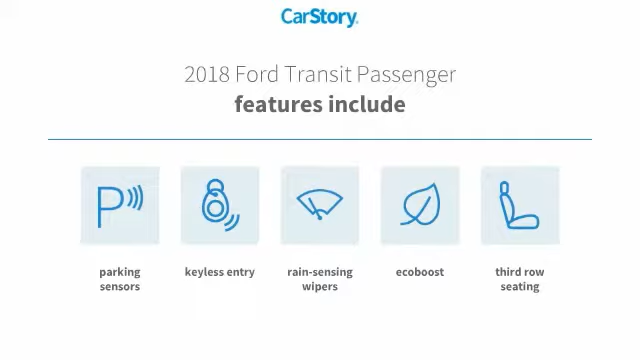 CarStory.
2018 Ford Transit Passenger
features include
P
parking
sensors
keyless entry
rain-sensing
wipers
ecoboost
third row
seating